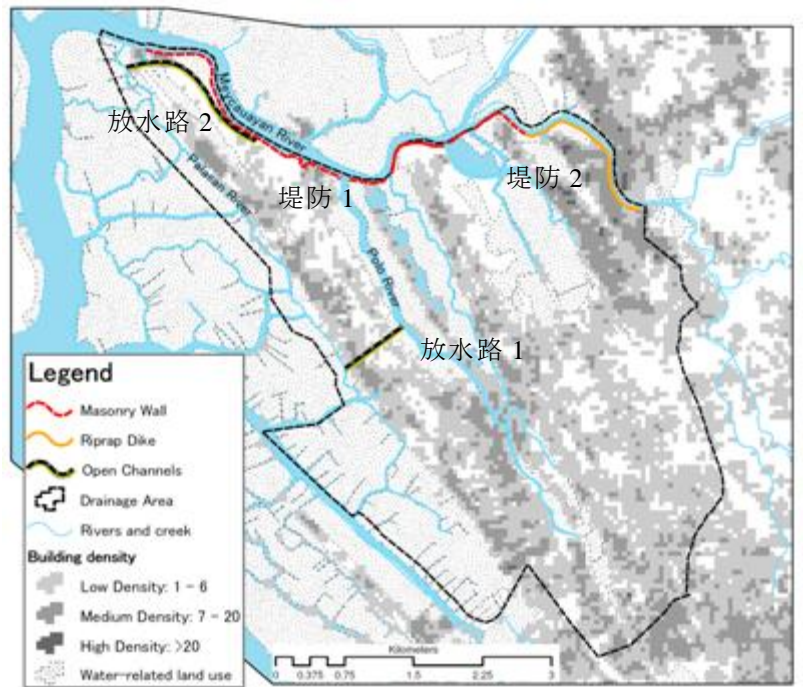 Meycauayan River
放水路 2
堤防 2
堤防 1
Palasan River
Polo River
放水路 1
Legend
Masonry Wall
Riprap Dike
Open Channels
Drainage Area
Rivers and creek
Building density
Low Density: 1 - 6
Medium Density: 7 - 20
High Density: >20
Water-related land use
Kilometers
0 0.375 0.75 1.5 2.25 3